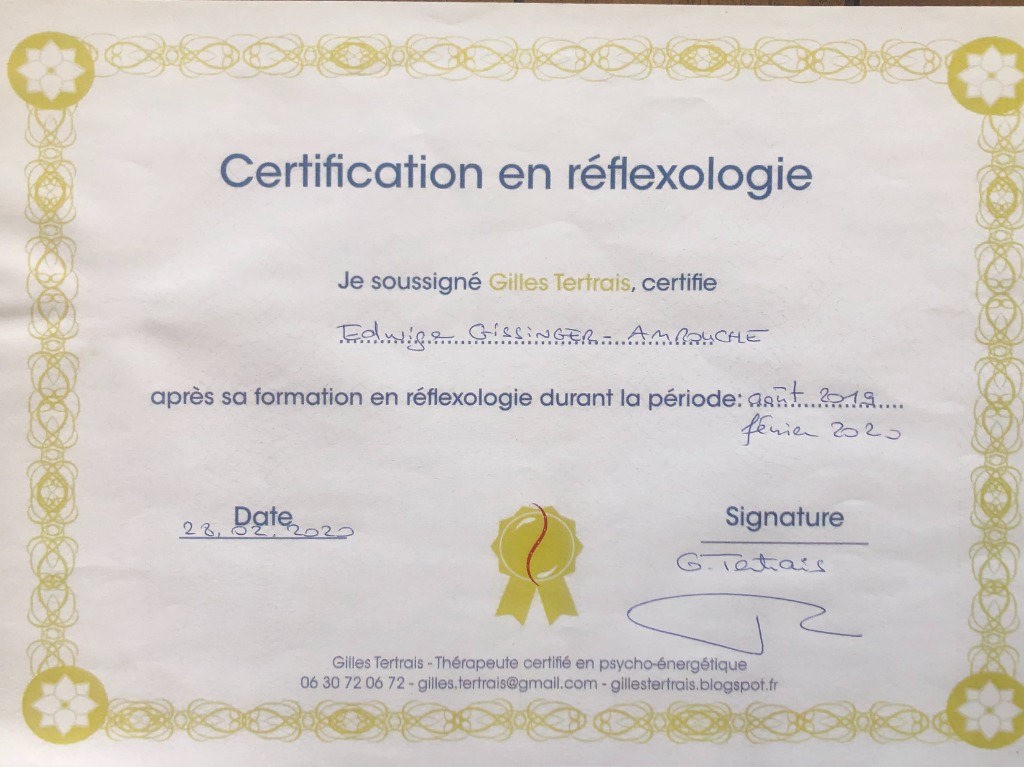 Certification en réflexologie
Je soussigné Gilles Tertrais, certifie
Edwige GISSINGER-AMROUCHE
après sa formation en réflexologie durant la période: août 2019
février 2020
Date
28.02.2020
Signature
G. Tertrais
Gilles Tertrais - Thérapeute certifié en psycho-énergétique
06 30 72 06 72 - gilles.tertrais@gmail.com - gillestertrais.blogspot.fr